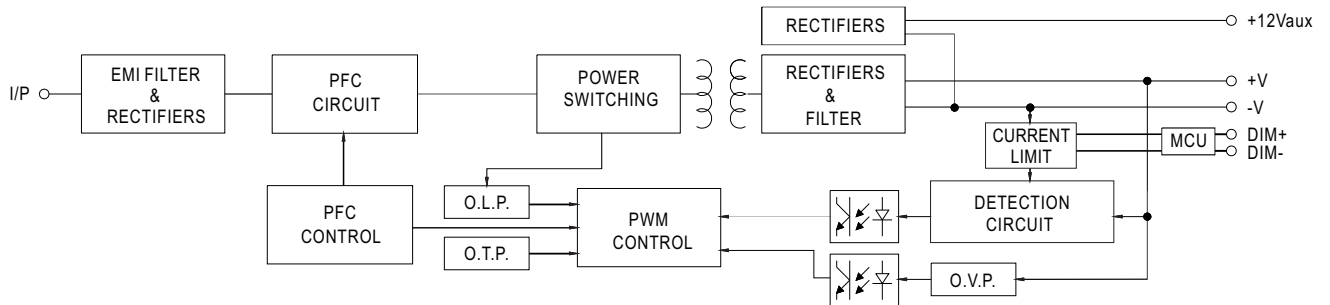 RECTIFIERS
+12Vaux
I/P
EMI FILTER
&
RECTIFIERS
PFC
CIRCUIT
POWER
SWITCHING
RECTIFIERS
&
FILTER
+V
-V
CURRENT
LIMIT
MCU
DIM+
DIM-
PFC
CONTROL
O.L.P.
O.T.P.
PWM
CONTROL
DETECTION
CIRCUIT
O.V.P.